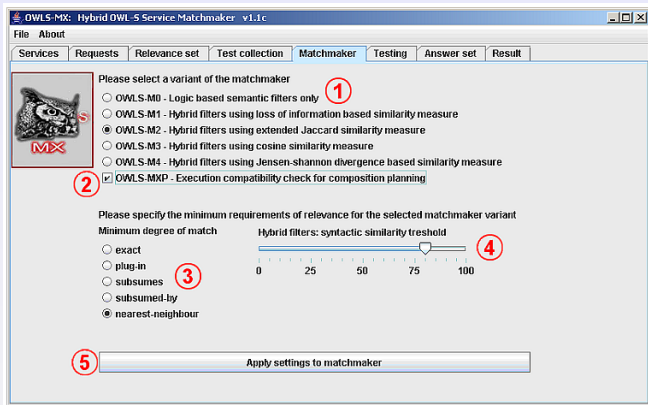 OWLS-MX: Hybrid OWL-S Service Matchmaker v1.1c
File About
Services Requests Relevance set Test collection Matchmaker Testing Answer set Result
Please select a variant of the matchmaker
OWLS-M0 - Logic based semantic filters only
1
OWLS-M1 - Hybrid filters using loss of information based similarity measure
OWLS-M2 - Hybrid filters using extended Jaccard similarity measure
OWLS-M3 - Hybrid filters using cosine similarity measure
OWLS-M4 - Hybrid filters using Jensen-shannon divergence based similarity measure
2
OWLS-MXP - Execution compatibility check for composition planning
S
MX
Please specify the minimum requirements of relevance for the selected matchmaker variant
Minimum degree of match
exact
plug-in
subsumes
subsumed-by
nearest-neighbour
3
Hybrid filters: syntactic similarity treshold
4
0 25 50 75 100
5
Apply settings to matchmaker